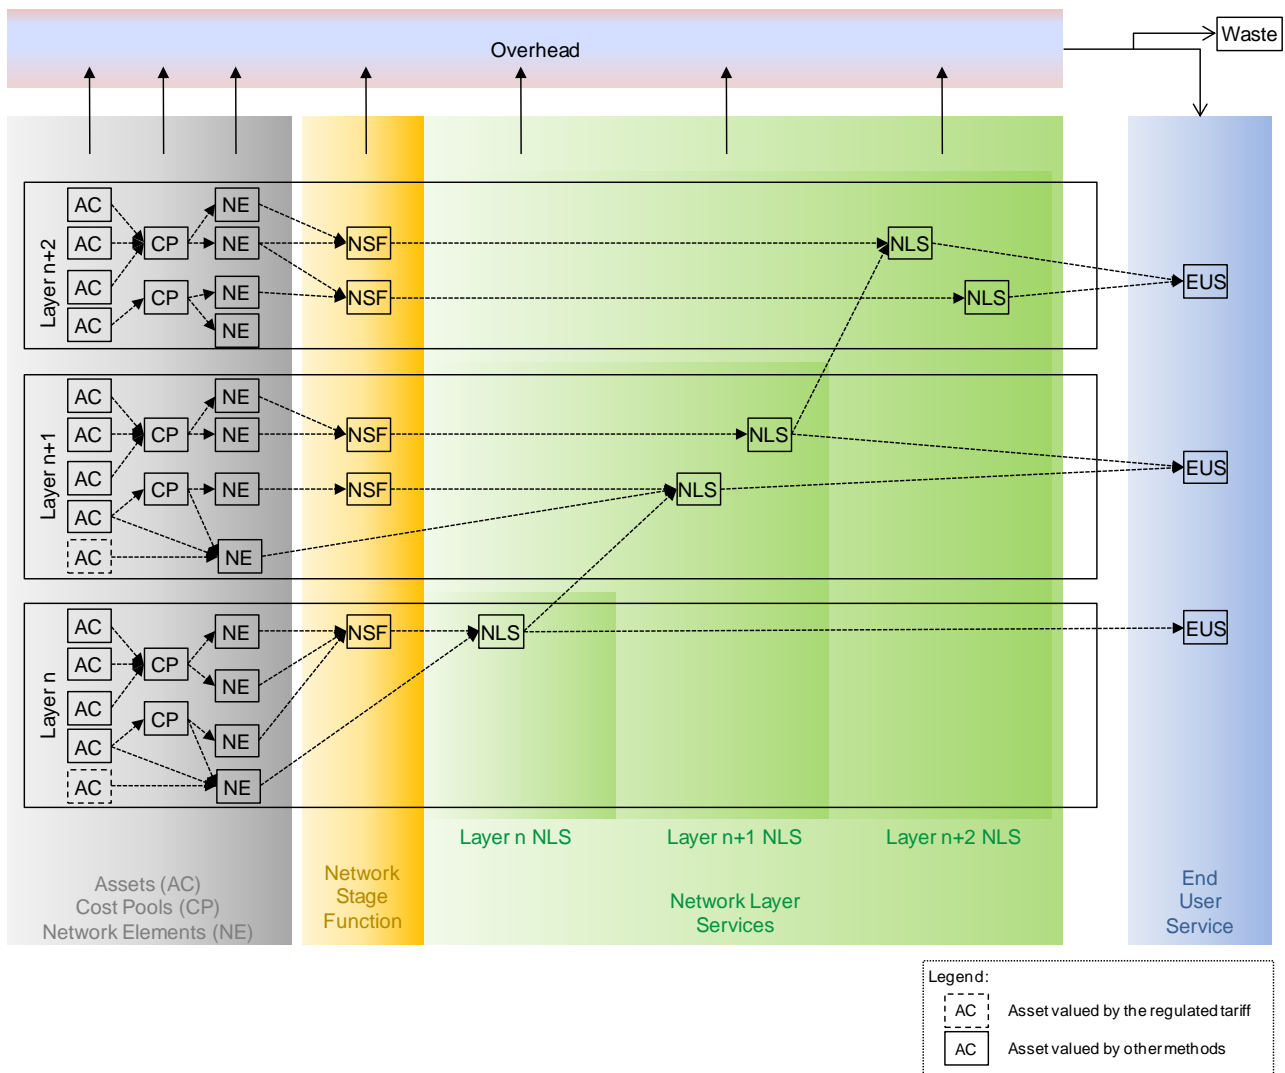 Overhead
Waste
Layer n+2
AC
AC
AC
AC
CP
CP
NE
NE
NE
NE
NSF
NSF
NLS
NLS
EUS
Layer n+1
AC
AC
AC
AC
AC
CP
CP
NE
NE
NE
NE
NSF
NSF
NLS
NLS
EUS
Layer n
AC
AC
AC
AC
AC
CP
CP
NE
NE
NE
NE
NSF
NLS
EUS
Layer n NLS
Layer n+1 NLS
Layer n+2 NLS
Assets (AC)
Cost Pools (CP)
Network Elements (NE)
Network
Stage
Function
Network Layer
Services
End
User
Service
Legend:
AC Asset valued by the regulated tariff
AC Asset valued by other methods